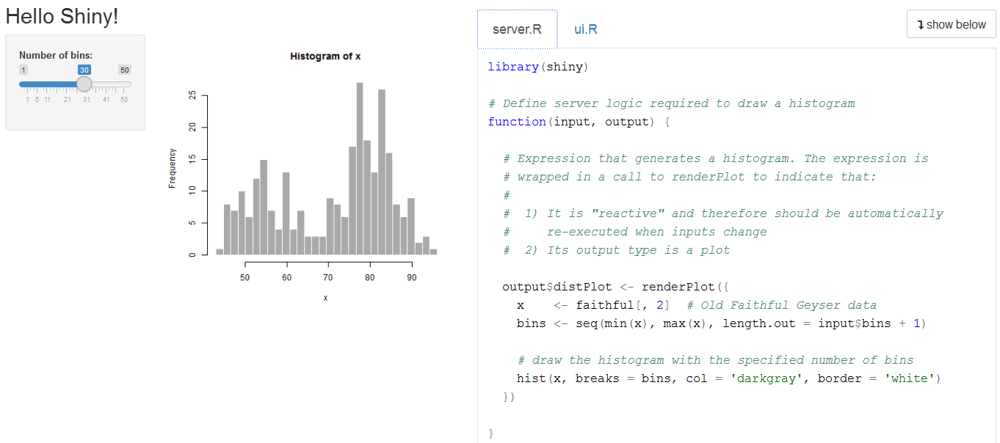 Hello Shiny!
Number of bins:
1 30 50
1 6 11 21 31 41 50
Histogram of x
Frequency
25
20
15
10
5
0
50 60 70 80 90
x
server.R ui.R
↴ show below
library(shiny)
# Define server logic required to draw a histogram
function(input, output) {
# Expression that generates a histogram. The expression is
# wrapped in a call to renderPlot to indicate that:
#
#  1) It is "reactive" and therefore should be automatically
#     re-executed when inputs change
#  2) Its output type is a plot
output$distPlot <- renderPlot({
x    <- faithful[, 2]  # Old Faithful Geyser data
bins <- seq(min(x), max(x), length.out = input$bins + 1)
# draw the histogram with the specified number of bins
hist(x, breaks = bins, col = 'darkgray', border = 'white')
})
}